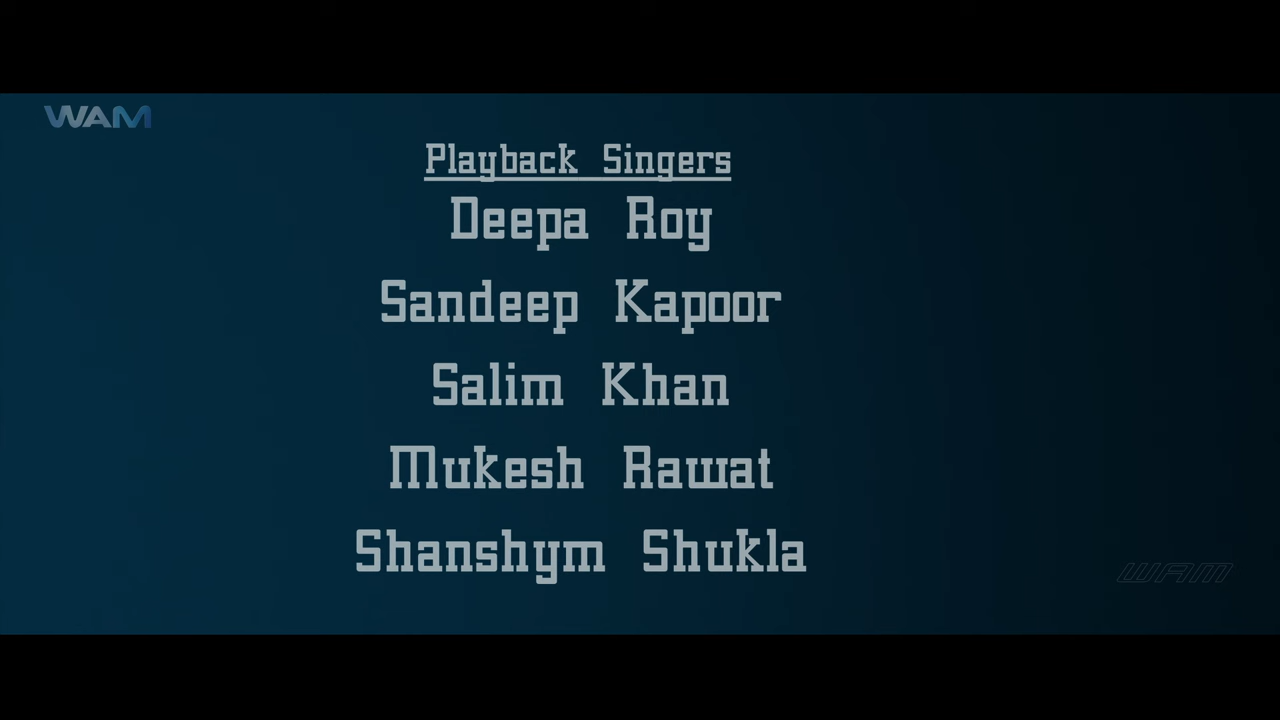 WAM
Playback Singers
Deepa Roy
Sandeep Kapoor
Salim Khan
Mukesh Rawat
Shanshym Shukla
WAM